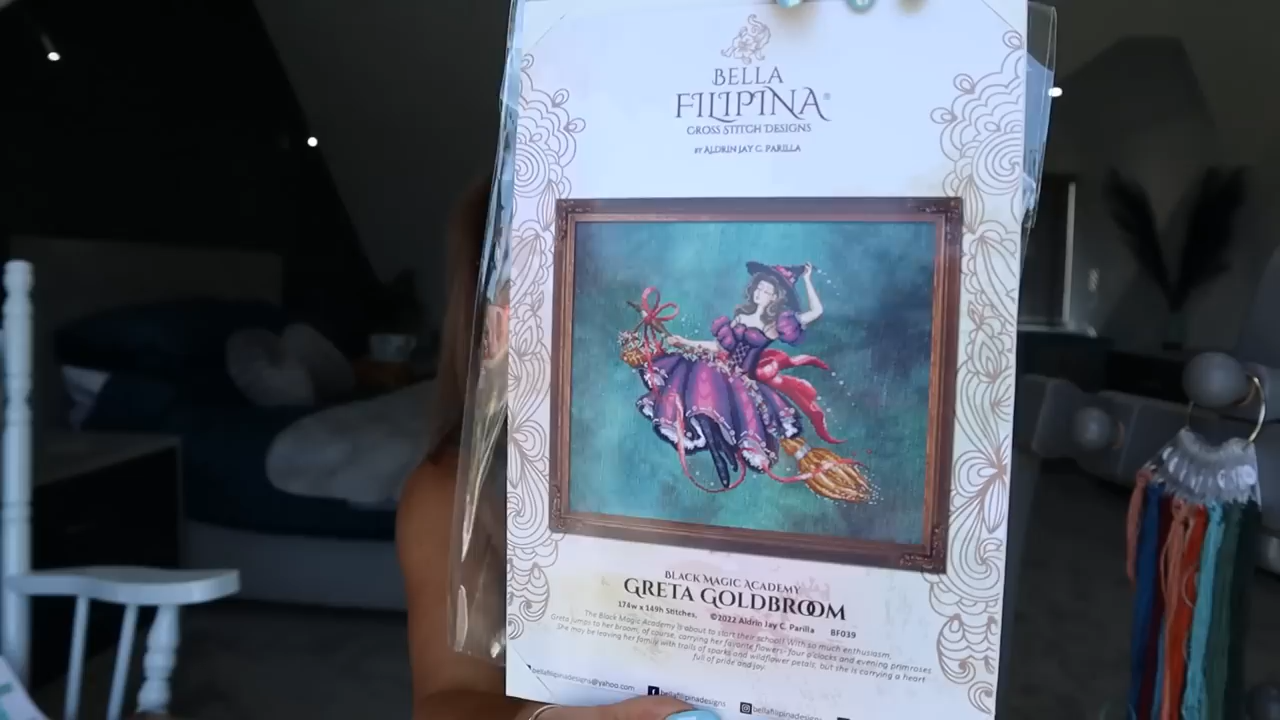 BELLA
FILIPINA®
CROSS STITCH DESIGNS
BY ALDRIN JAY C. PARILLA
BLACK MAGIC ACADEMY
GRETA GOLDBROOM
174w x 149h Stitches. ©2022 Aldrin Jay C. Parilla BF039
The Black Magic Academy is about to start their school! With so much enthusiasm,
Greta jumps to her broom, of course, carrying her favorite flowers- four o'clocks and evening primroses
She may be leaving her family with trails of sparks and wildflower petals, but she is carrying a heart
full of pride and joy.
bellafilipinadesigns@yahoo.com bellafilipinadesigns bellafilipinadesigns